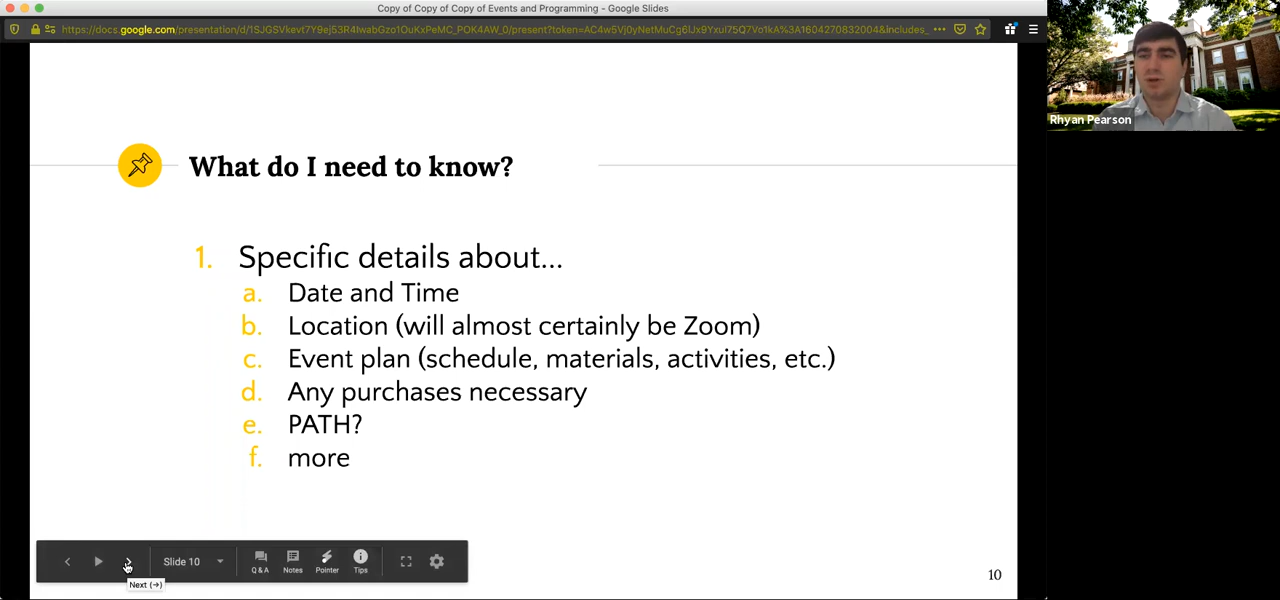 Copy of Copy of Copy of Events and Programming - Google Slides
Rhyan Pearson
What do I need to know?
1. Specific details about...
a. Date and Time
b. Location (will almost certainly be Zoom)
c. Event plan (schedule, materials, activities, etc.)
d. Any purchases necessary
e. PATH?
f. more
Slide 10
Q & A
Notes
Pointer
Tips
Next (→)
10